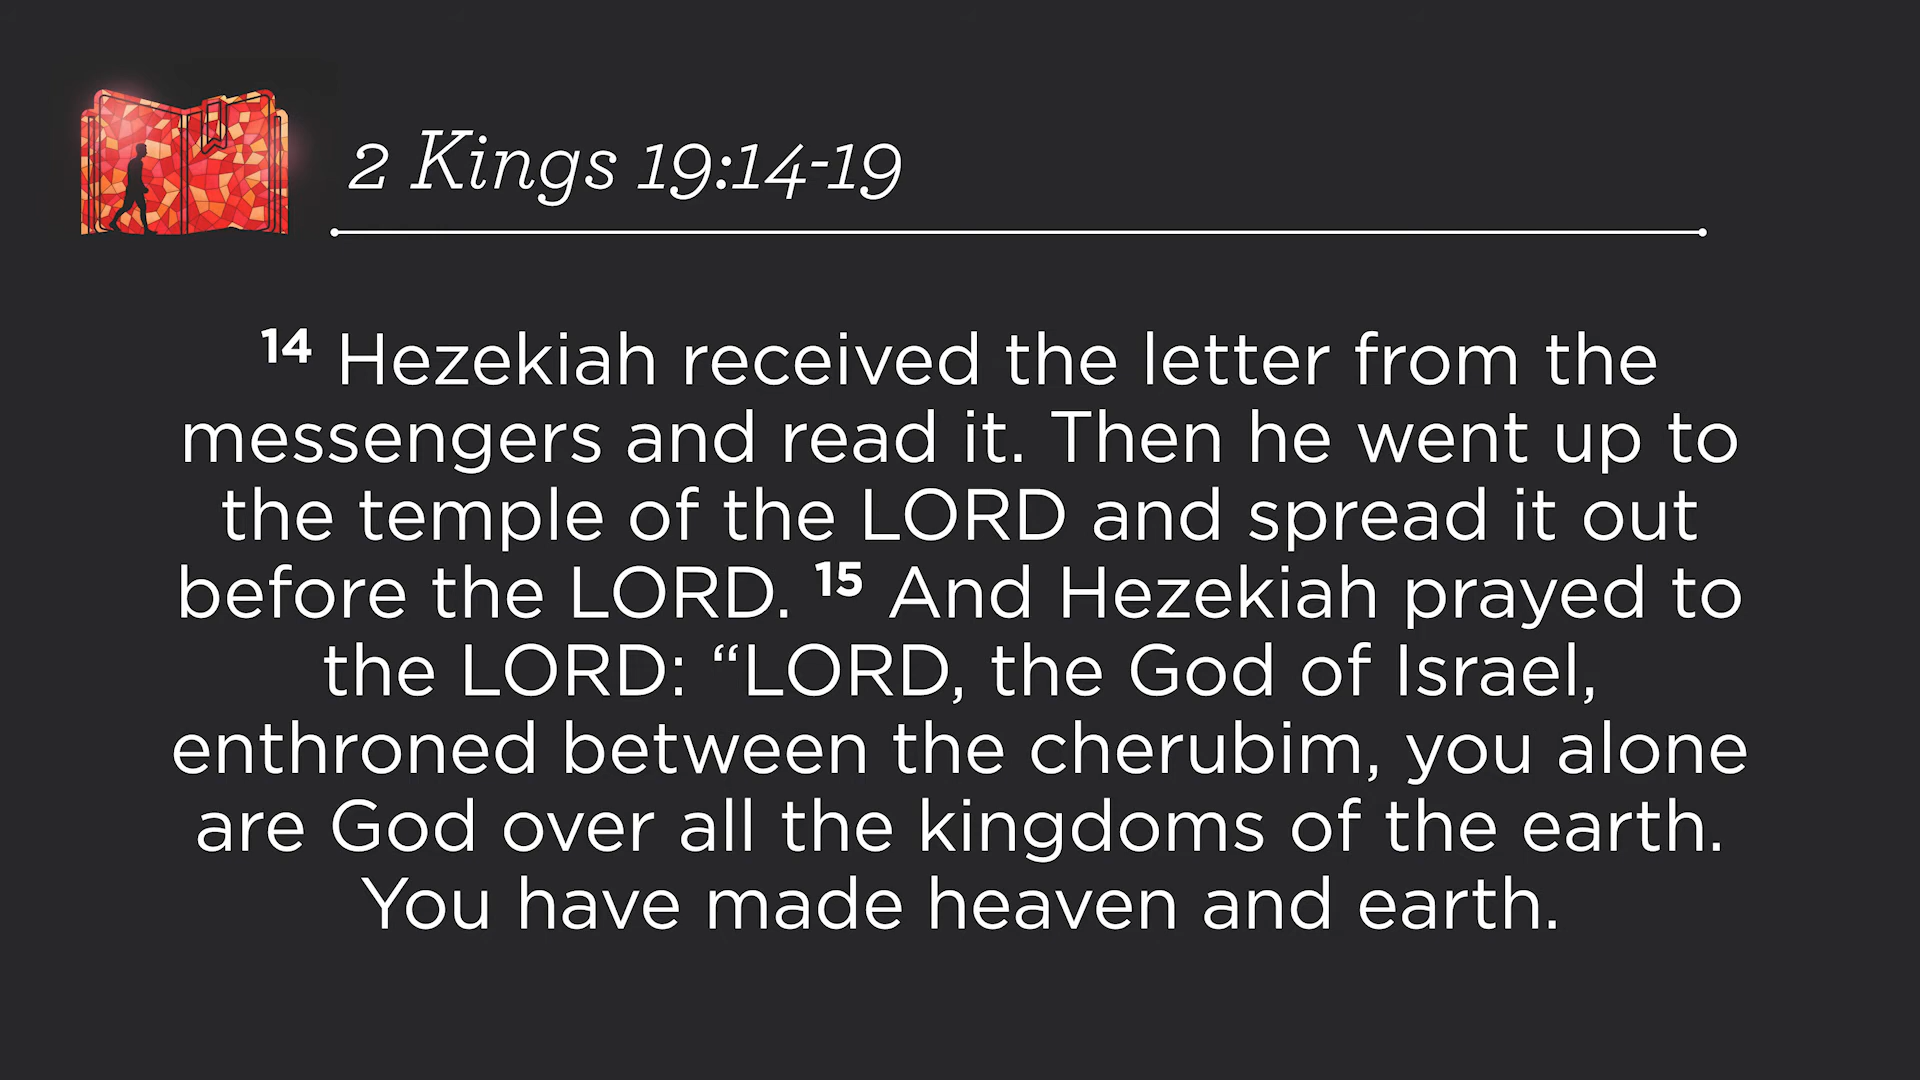 2 Kings 19:14-19
14 Hezekiah received the letter from the
messengers and read it. Then he went up to
the temple of the LORD and spread it out
before the LORD. 15 And Hezekiah prayed to
the LORD: “LORD, the God of Israel,
enthroned between the cherubim, you alone
are God over all the kingdoms of the earth.
You have made heaven and earth.